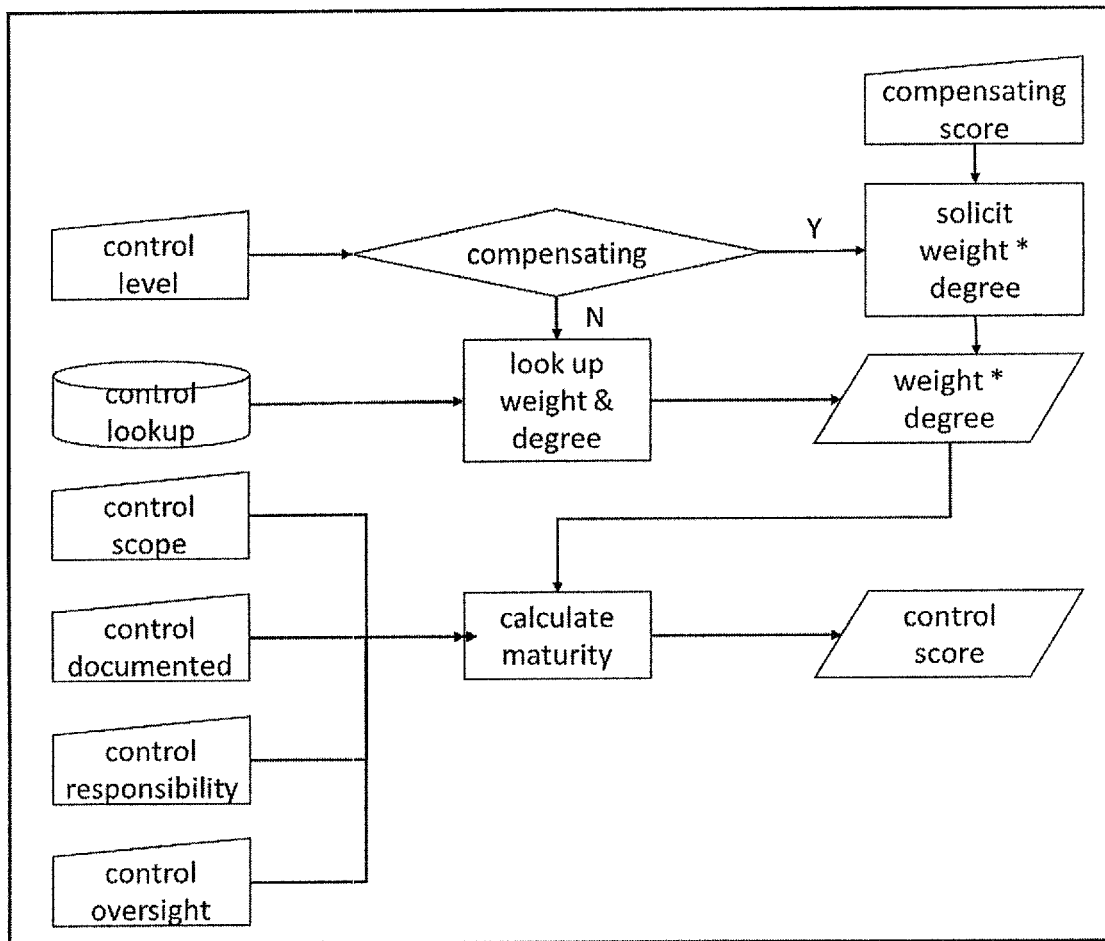 compensating
score
control
level
compensating
Y
solicit
weight *
degree
N
control
lookup
look up
weight &
degree
weight *
degree
control
scope
control
documented
calculate
maturity
control
score
control
responsibility
control
oversight